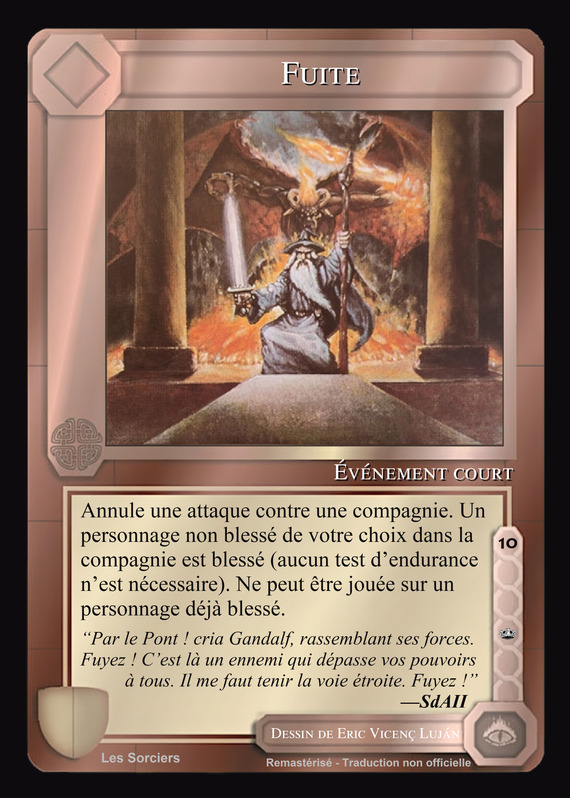 Fuite
Événement court
Annule une attaque contre une compagnie. Un
personnage non blessé de votre choix dans la
compagnie est blessé (aucun test d’endurance
n’est nécessaire). Ne peut être jouée sur un
personnage déjà blessé.
“Par le Pont ! cria Gandalf, rassemblant ses forces.
Fuyez ! C’est là un ennemi qui dépasse vos pouvoirs
à tous. Il me faut tenir la voie étroite. Fuyez !”
—SdAII
10
Dessin de Eric Vicenç Luján
Les Sorciers
Remastérisé - Traduction non officielle